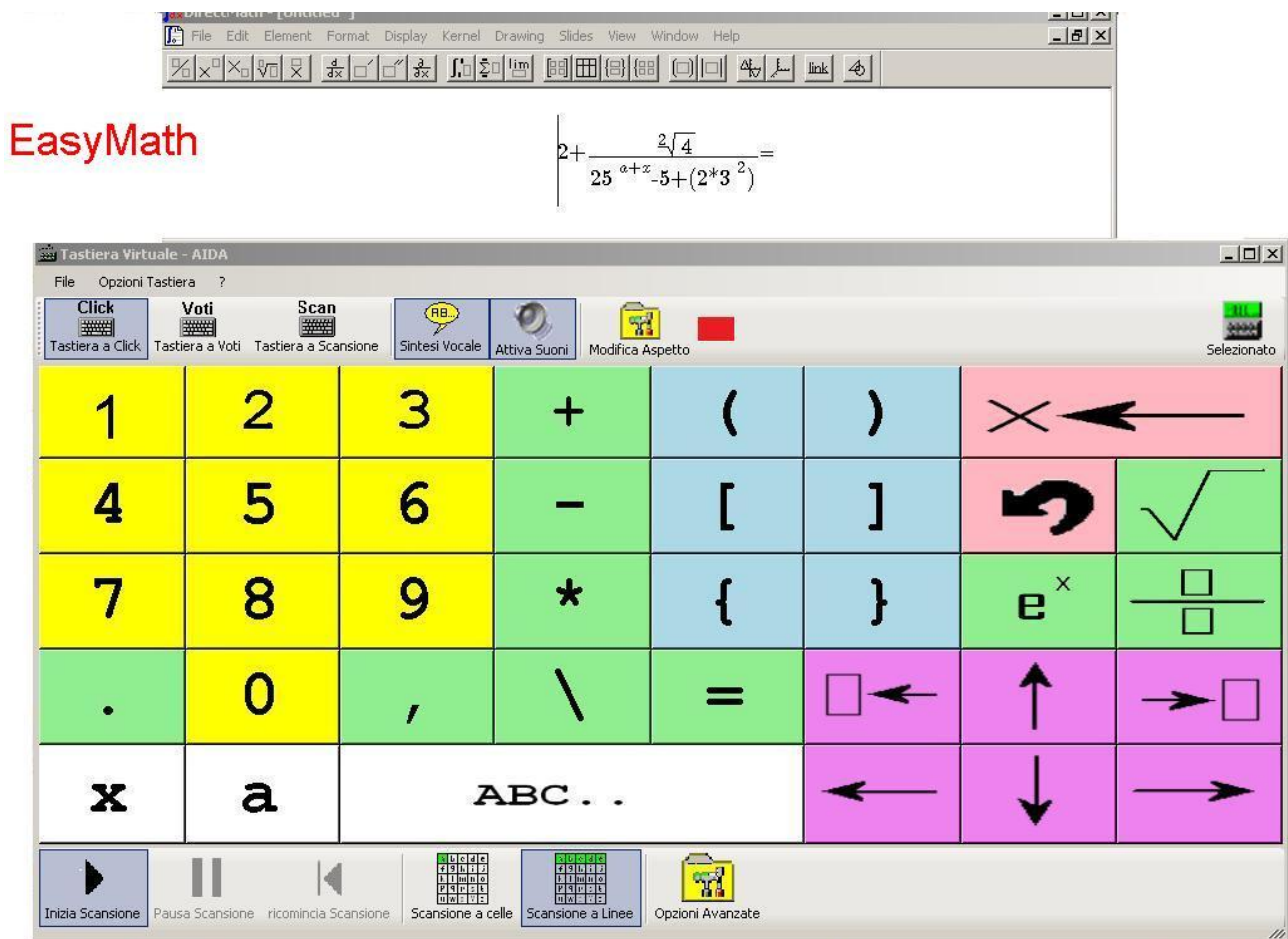 DirectMath - [Untitled *]
File Edit Element Format Display Kernel Drawing Slides View Window Help
lim link
EasyMath
2+ ²√4 / 25 ᵃ⁺ˣ-5+(2*3 ²) =
Tastiera Virtuale - AIDA
File Opzioni Tastiera ?
Click Voti Scan
Tastiera a Click Tastiera a Voti Tastiera a Scansione Sintesi Vocale Attiva Suoni Modifica Aspetto Selezionato
1 2 3 + ( )
4 5 6 - [ ] √
7 8 9 * { } eˣ
. 0 , \ =
x a ABC..
Inizia Scansione Pausa Scansione ricomincia Scansione Scansione a celle Scansione a Linee Opzioni Avanzate